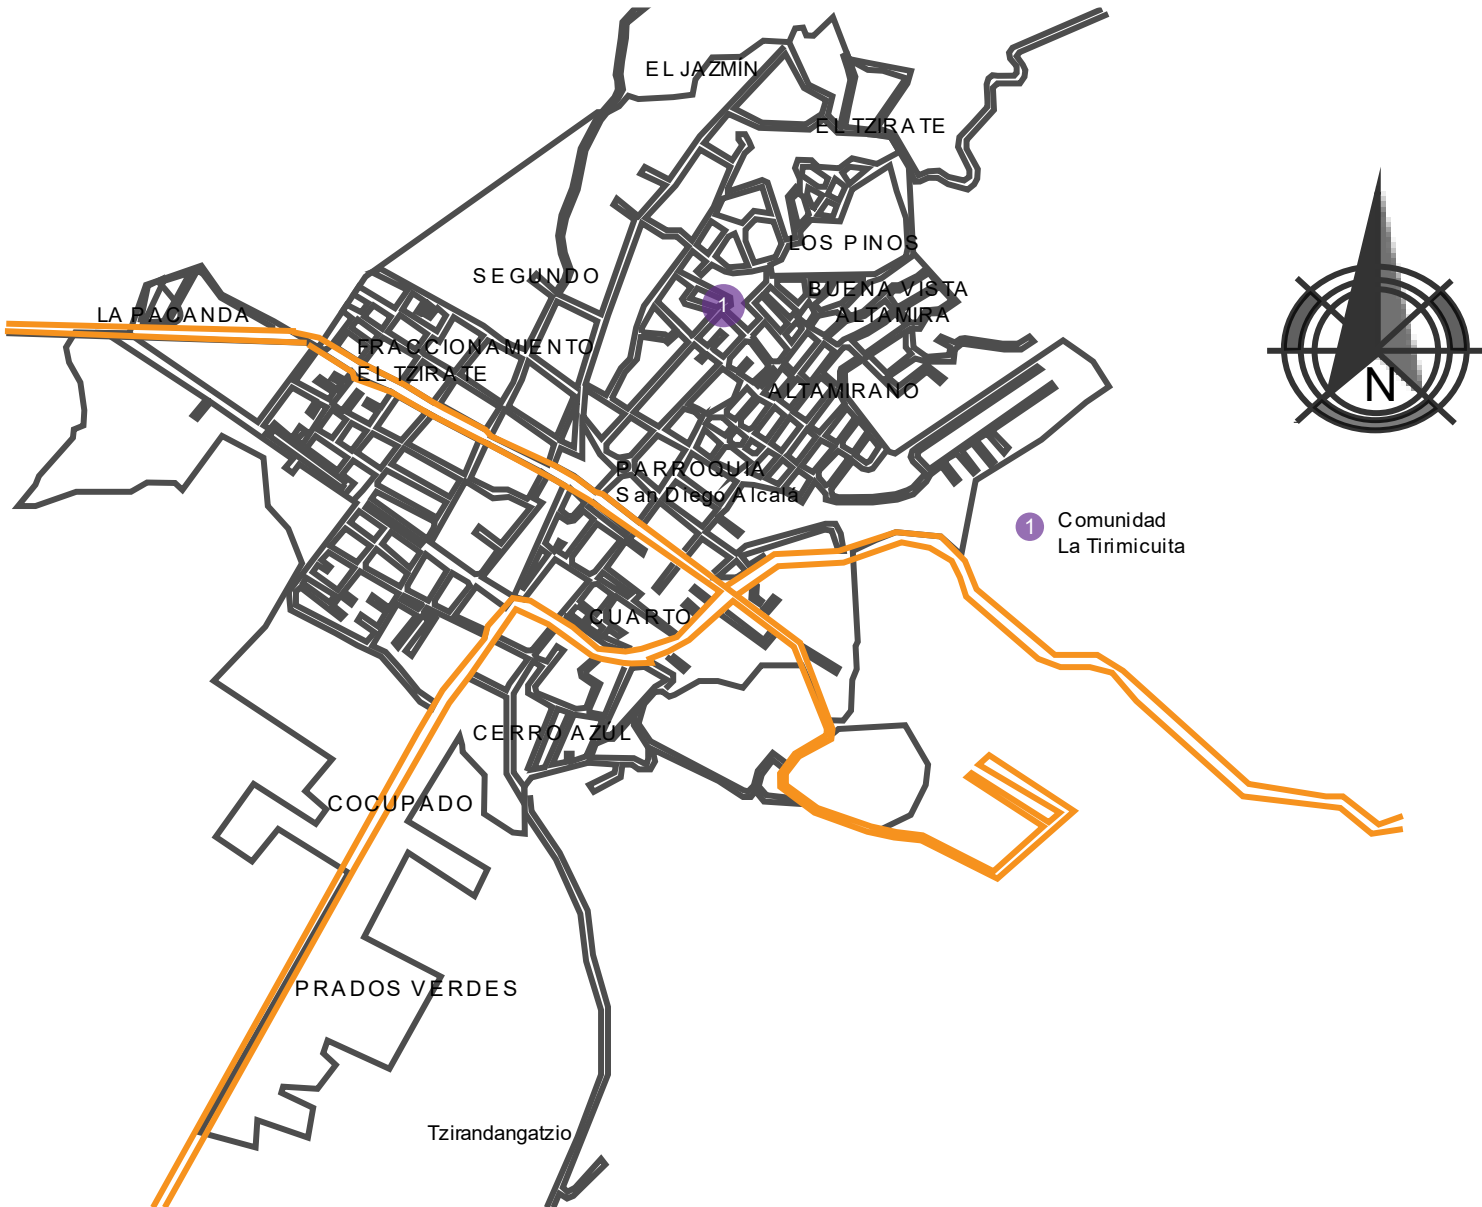 EL JAZMIN
EL TZIRATE
LOS PINOS
SEGUNDO
BUENA VISTA
ALTAMIRA
LA PACANDA
1
FRACCIONAMIENTO
EL TZIRATE
ALTAMIRANO
N
PARROQUIA
San Diego Alcalá
1 Comunidad
La Tirimicuita
CUARTO
CERRO AZÚL
COCUPADO
PRADOS VERDES
Tzirandangatzio